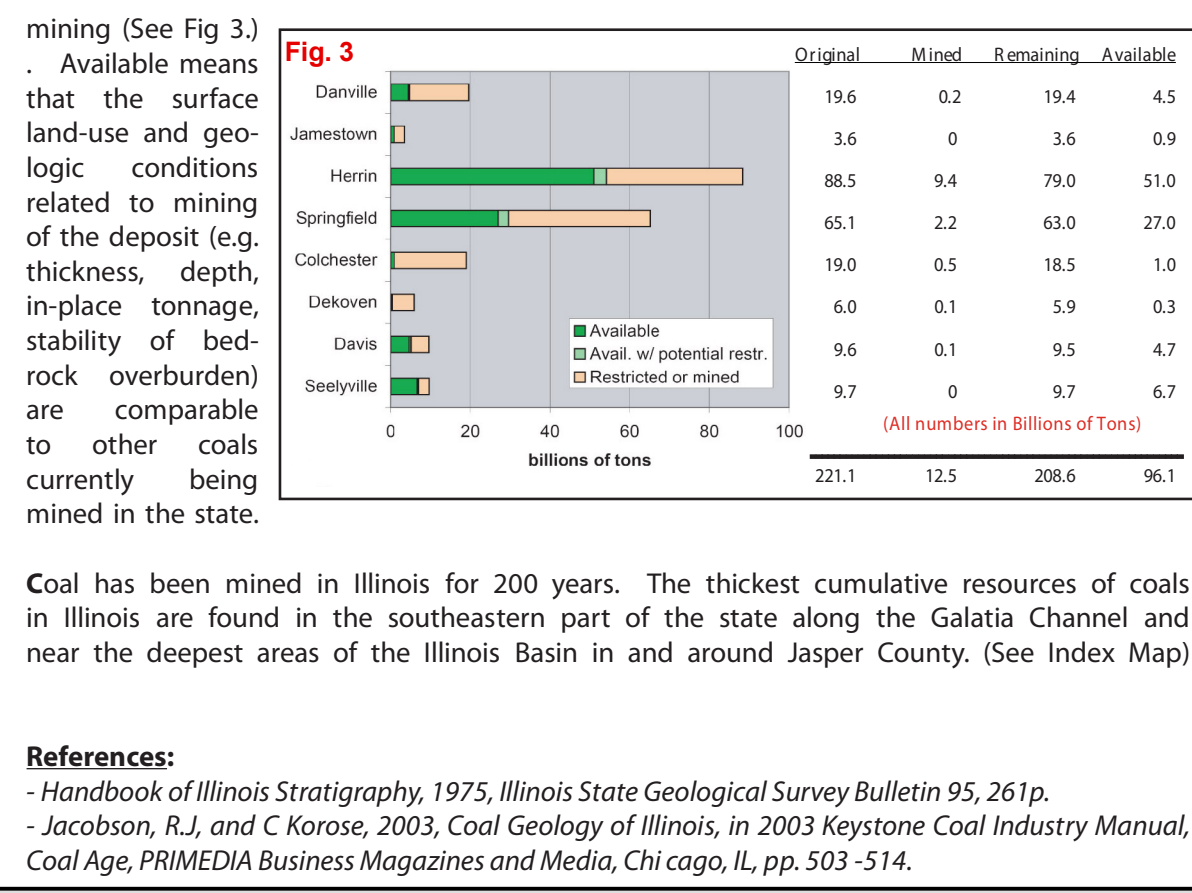 mining (See Fig 3.)
.   Available means
that the surface
land-use and geo-
logic conditions
related to mining
of the deposit (e.g.
thickness, depth,
in-place tonnage,
stability of bed-
rock overburden)
are comparable
to other coals
currently being
mined in the state.
Fig. 3
Original Mined Remaining Available
Danville 19.6 0.2 19.4 4.5
Jamestown 3.6 0 3.6 0.9
Herrin 88.5 9.4 79.0 51.0
Springfield 65.1 2.2 63.0 27.0
Colchester 19.0 0.5 18.5 1.0
Dekoven 6.0 0.1 5.9 0.3
Davis 9.6 0.1 9.5 4.7
Seelyville 9.7 0 9.7 6.7
Available
Avail. w/ potential restr.
Restricted or mined
0 20 40 60 80 100
billions of tons
(All numbers in Billions of Tons)
221.1 12.5 208.6 96.1
Coal has been mined in Illinois for 200 years. The thickest cumulative resources of coals
in Illinois are found in the southeastern part of the state along the Galatia Channel and
near the deepest areas of the Illinois Basin in and around Jasper County. (See Index Map)
References:
- Handbook of Illinois Stratigraphy, 1975, Illinois State Geological Survey Bulletin 95, 261p.
- Jacobson, R.J, and C Korose, 2003, Coal Geology of Illinois, in 2003 Keystone Coal Industry Manual,
Coal Age, PRIMEDIA Business Magazines and Media, Chi cago, IL, pp. 503 -514.